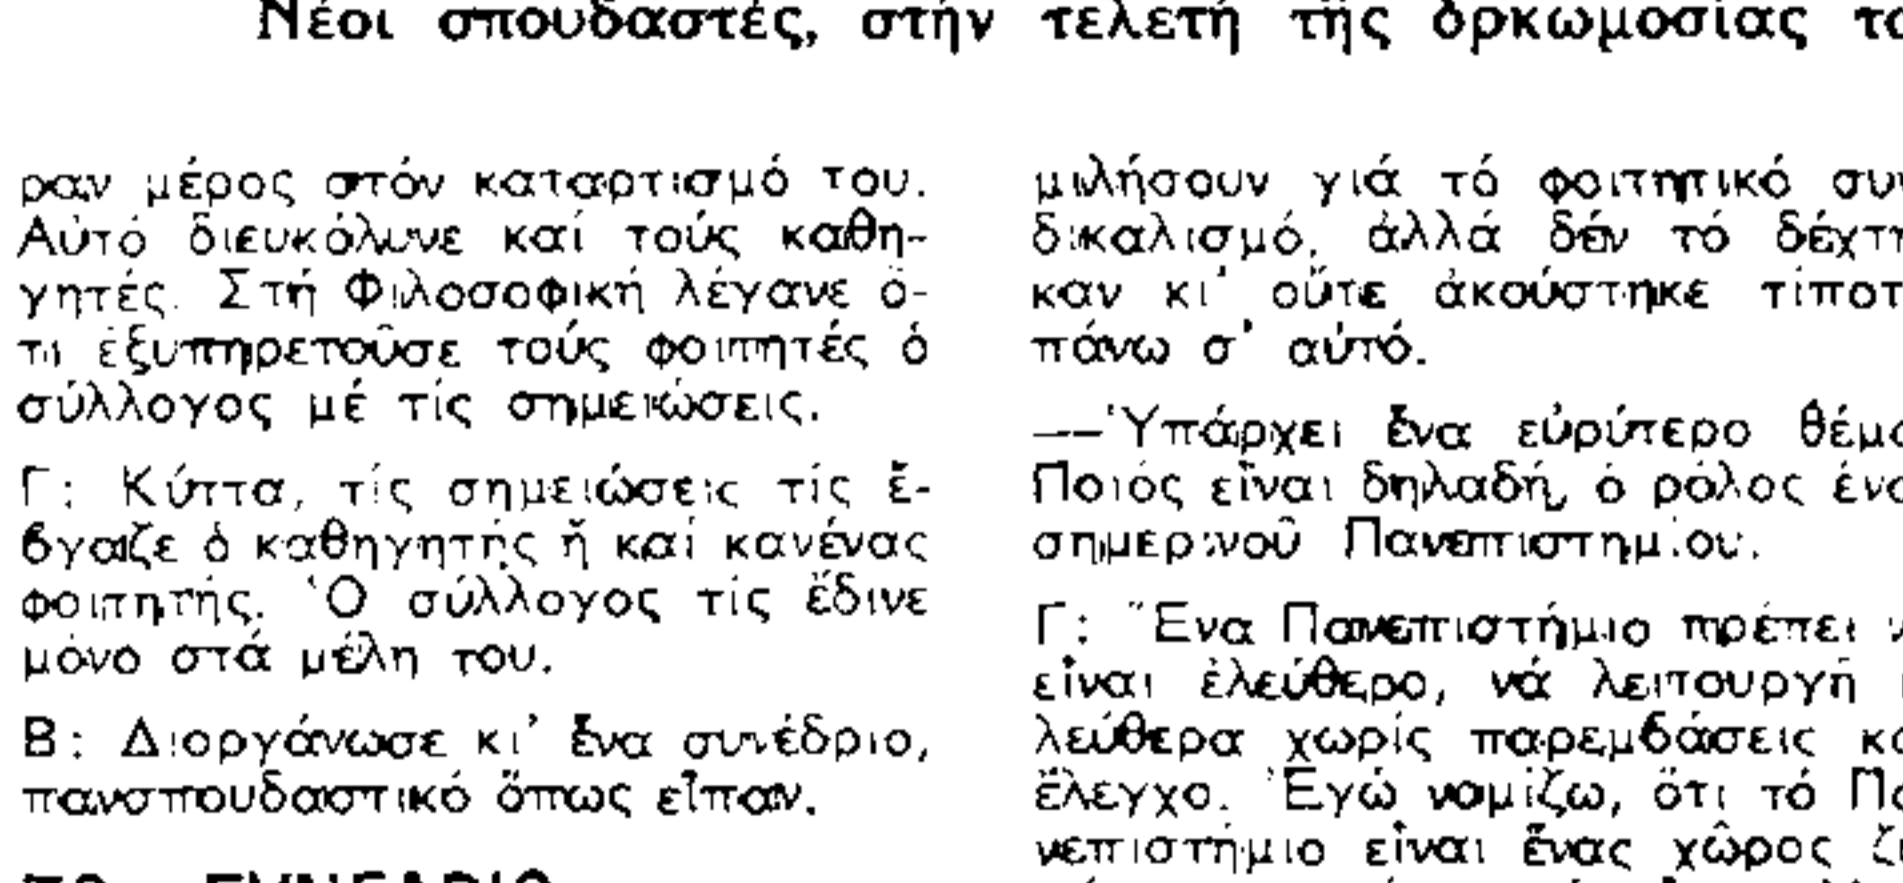 Νέοι σπουδαστές, στήν τελετή τῆς ὁρκωμοσίας
ραν μέρος στόν καταρτισμό του.
Αὐτό διευκόλυνε καί τούς καθη-
γητές. Στή Φιλοσοφική λέγανε ὅ-
τι ἐξυπηρετοῦσε τούς φοιτητές ὁ
σύλλογος μέ τίς σημειώσεις.
Γ: Κύττα, τίς σημειώσεις τίς ἔ-
βγαζε ὁ καθηγητής ἤ καί κανένας
φοιτητής. Ὁ σύλλογος τίς ἔδινε
μόνο στά μέλη του.
Β: Διοργάνωσε κι' ἕνα συνέδριο,
πανσπουδαστικό ὅπως εἶπαν.
ΤΟ ΣΥΝΕΔΡΙΟ
μιλήσουν γιά τό φοιτητικό συν
δικαλισμό, ἀλλά δέν τό δέχτη
καν κι' οὔτε ἀκούστηκε τίποτ
πάνω σ' αὐτό.
—Ὑπάρχει ἕνα εὐρύτερο θέμα
Ποιός εἶναι δηλαδή, ὁ ρόλος ἑνο
σημερινοῦ Πανεπιστημίου.
Γ: Ἕνα Πανεπιστήμιο πρέπει ν
εἶναι ἐλεύθερο, νά λειτουργῆ
λεύθερα χωρίς παρεμβάσεις κα
ἔλεγχο. Ἐγώ νομίζω, ὅτι τό Πα
νεπιστήμιο εἶναι ἕνας χῶρος ζ